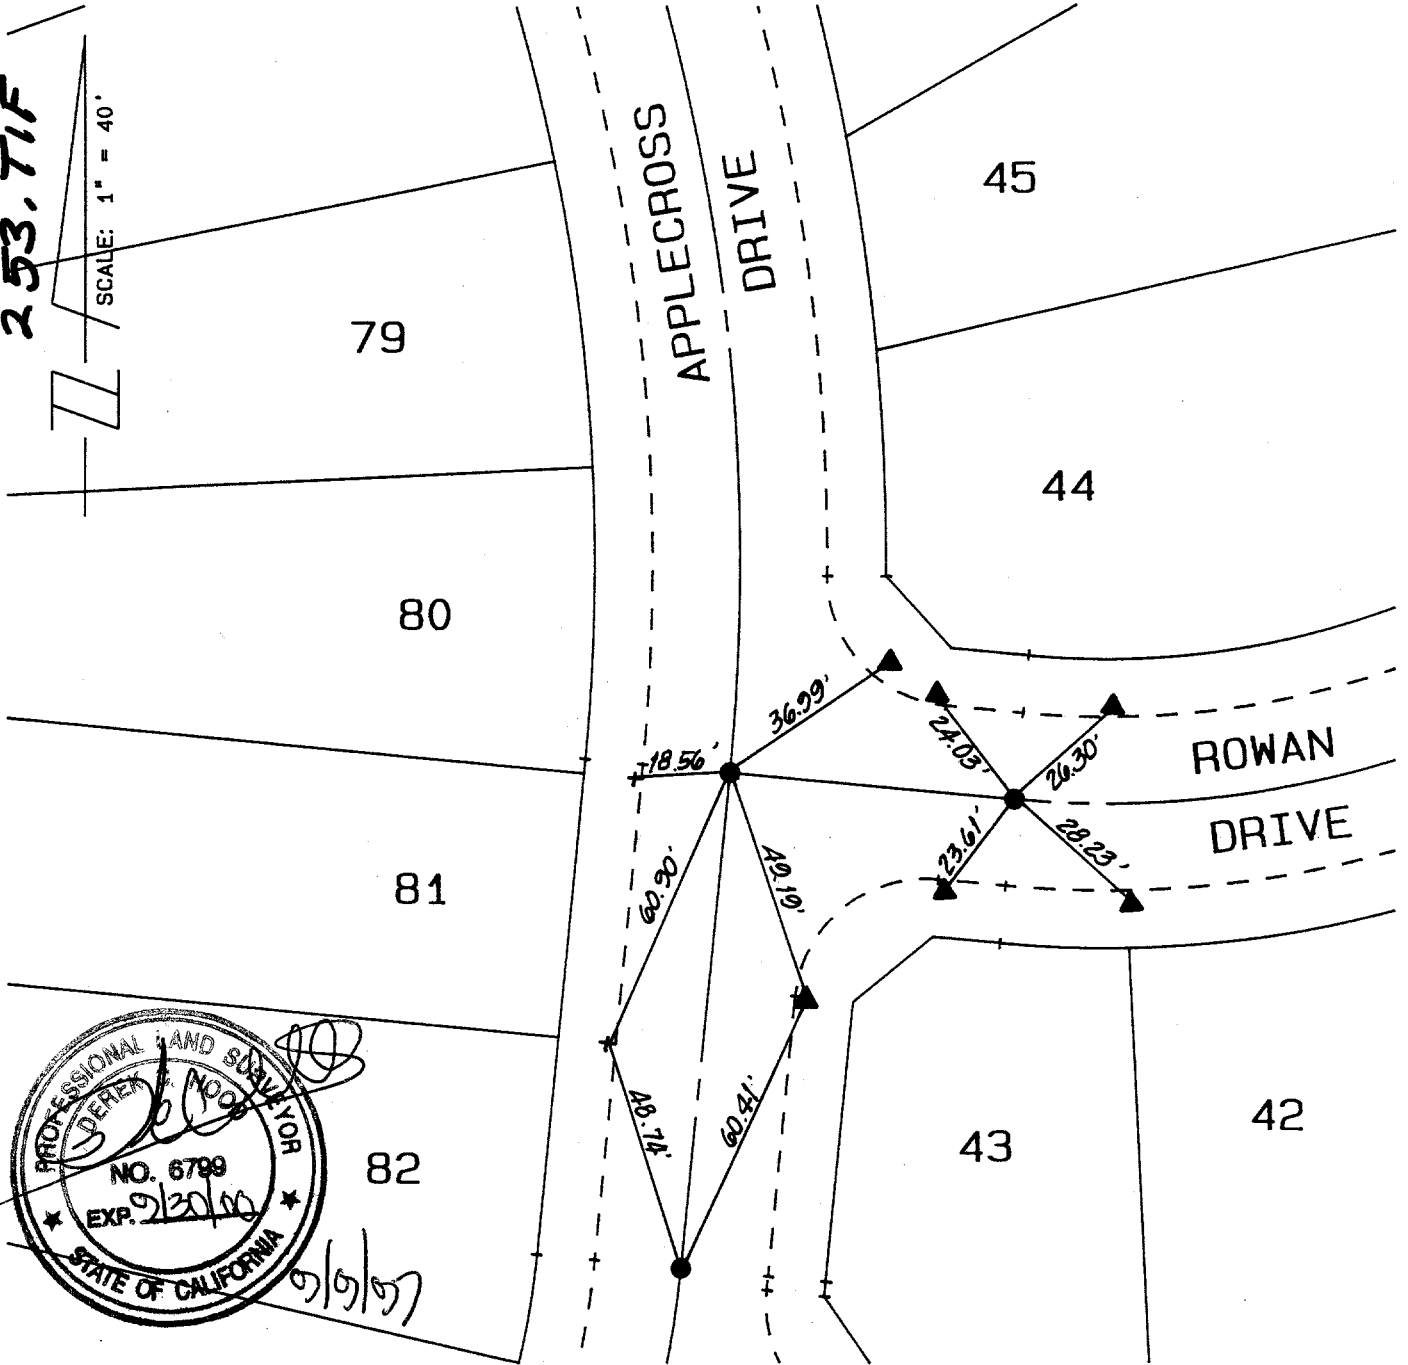 253.TIF
SCALE: 1" = 40'
APPLECROSS
DRIVE
45
79
44
80
36.99'
24.03'
26.30'
ROWAN
18.56'
DRIVE
23.61'
28.23'
60.90'
49.19'
81
48.74'
60.41'
43
42
82
PROFESSIONAL LAND SURVEYOR
DEREK
NO. 6799
EXP. 9/30/00
STATE OF CALIFORNIA
9/9/97